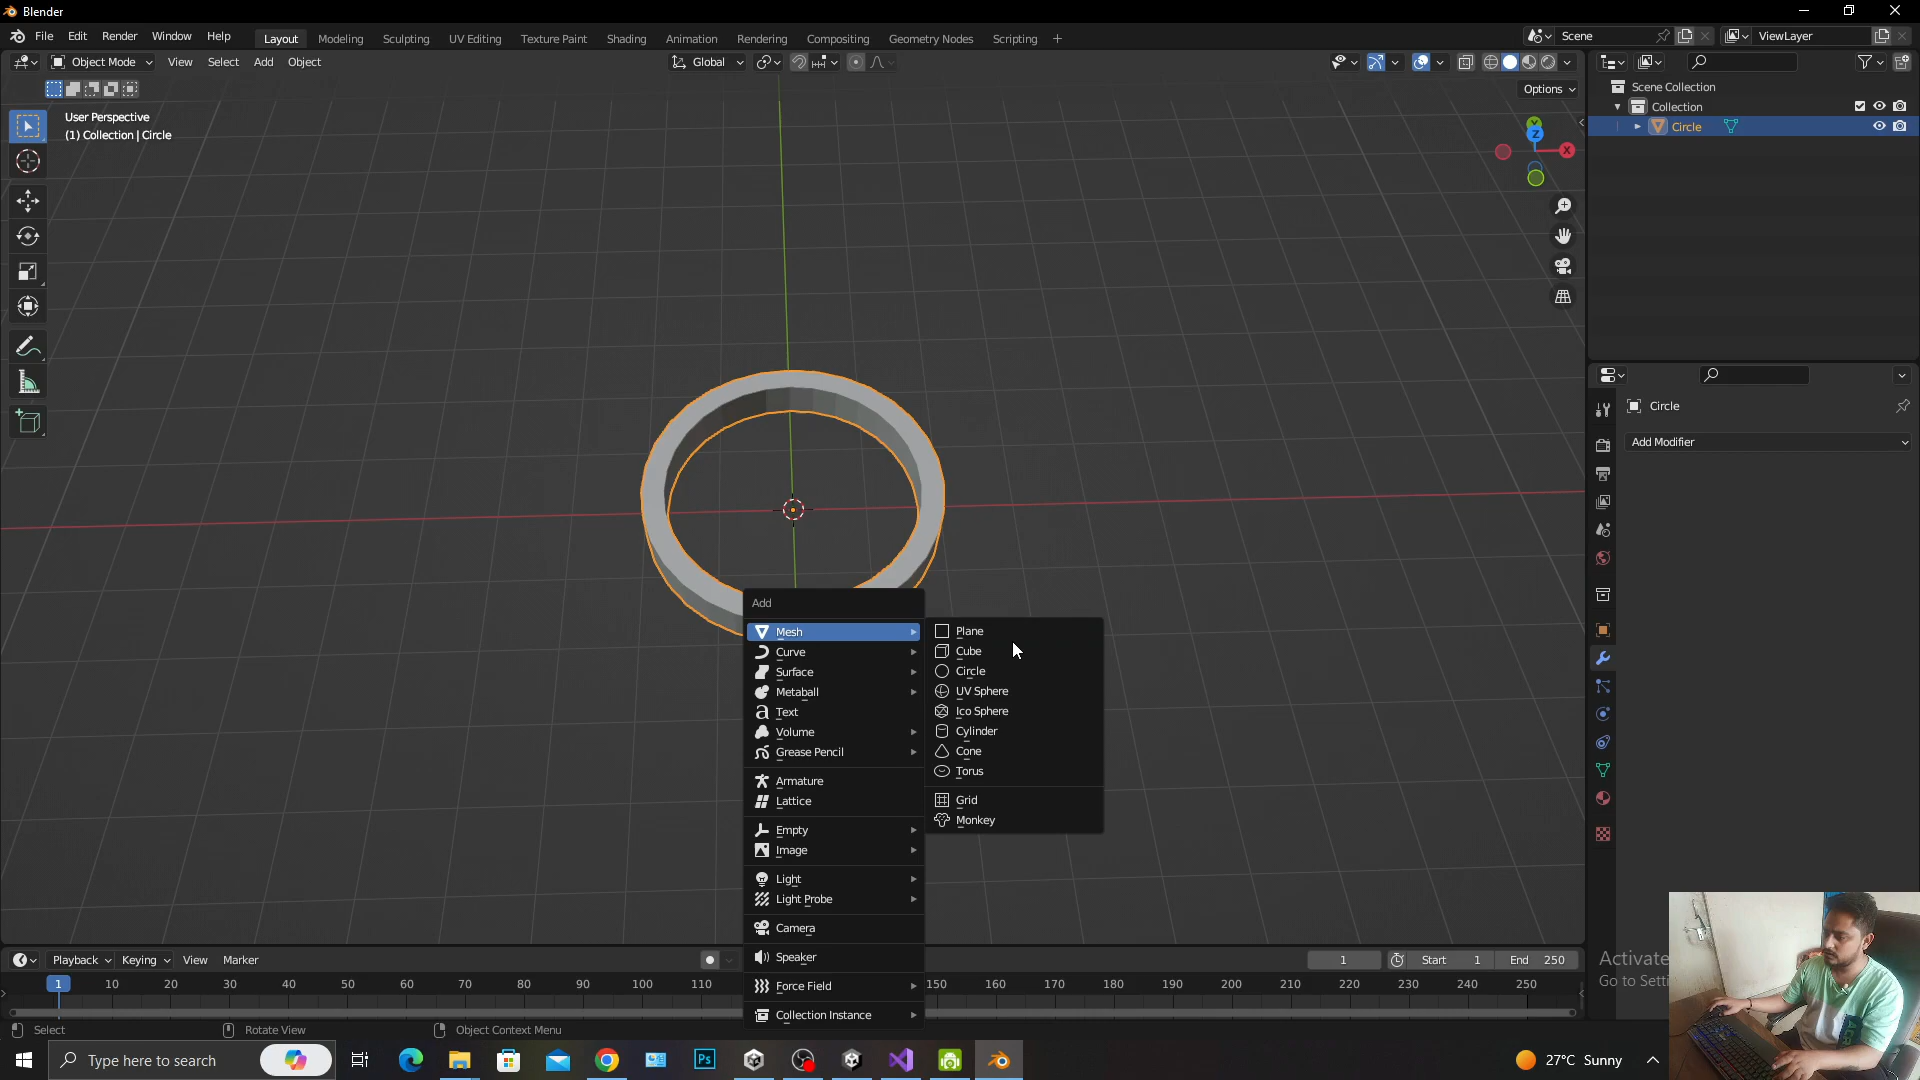 Blender
File Edit Render Window Help
Layout Modeling Sculpting UV Editing Texture Paint Shading Animation Rendering Compositing Geometry Nodes Scripting +
Scene
ViewLayer
Object Mode View Select Add Object
Global
Options
User Perspective
(1) Collection | Circle
Y
Z
X
Scene Collection
Collection
Circle
Circle
Add Modifier
Add
Mesh
Curve
Surface
Metaball
Text
Volume
Grease Pencil
Armature
Lattice
Empty
Image
Light
Light Probe
Camera
Speaker
Force Field
Collection Instance
Plane
Cube
Circle
UV Sphere
Ico Sphere
Cylinder
Cone
Torus
Grid
Monkey
Playback Keying View Marker
1 Start 1 End 250
1 10 20 30 40 50 60 70 80 90 100 110 150 160 170 180 190 200 210 220 230 240 250
Select Rotate View Object Context Menu
Activate
Go to Setti
Type here to search
Ps
27°C Sunny